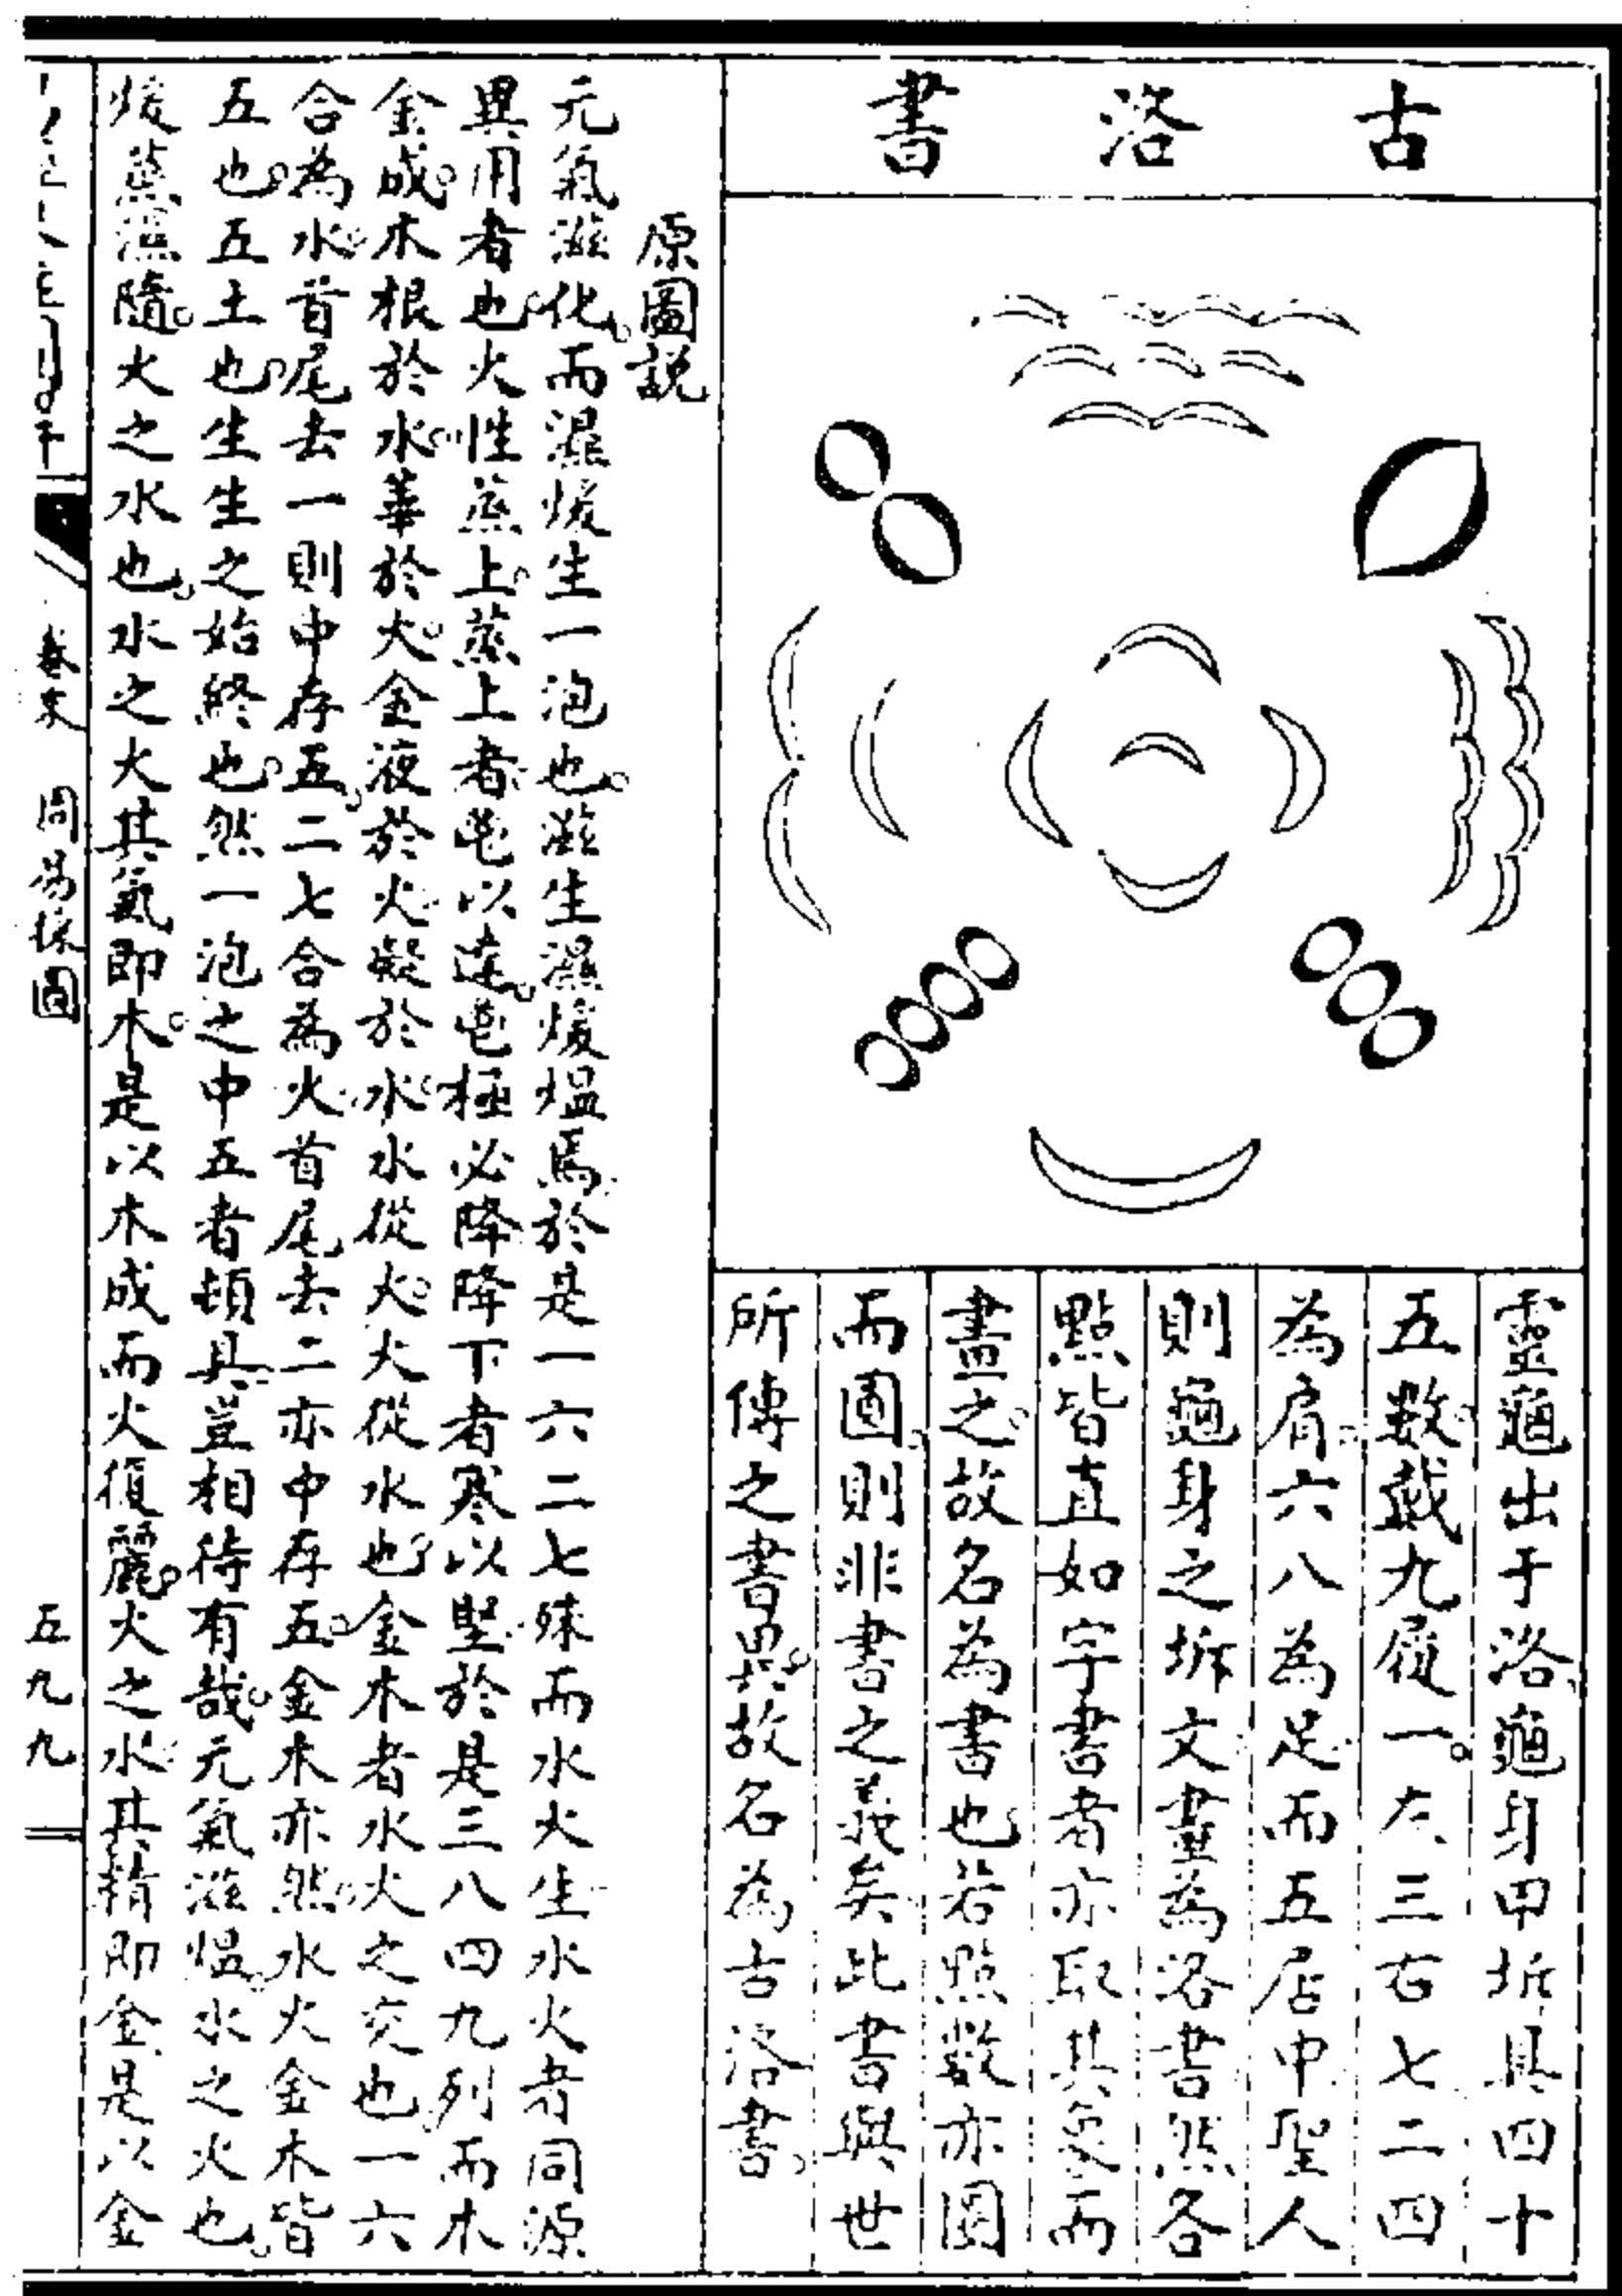 古洛書
靈龜出于洛龜身甲坼具四十
五數戴九履一。左三右七二四
為肩六八為足而五居中聖人
則龜身之坼文畫為洛書然各
點皆直如字書者亦取其象而
畫之。故名為書也若點數亦圓
而圖則非書之義矣此書與世
所傳之書異故名為古洛書
原圖說
元氣滋化。而濕煖生一泡也。滋生濕煖煴焉於是一六二七殊而水火生水火者同源
異用者也火性蒸上蒸上者㲋以達。㲋極必降降下者寒以堅於是三八四九列而木
金成。木根於水。華於火金液於火凝於水水從火。火從水也金木者水火之交也一六
合為水首尾去一則中存五二七合為火首尾去二亦中存五。金木亦然水火金木皆
五也。五土也。生生之始終也。然一泡之中五者頓具豈相待有哉。元氣滋煴水之火也
煖蒸濕隨。火之水也。水之火其氣即木。是以木成而火復麗。火之水其精即金是以金
卷末
周易採圖
五九九